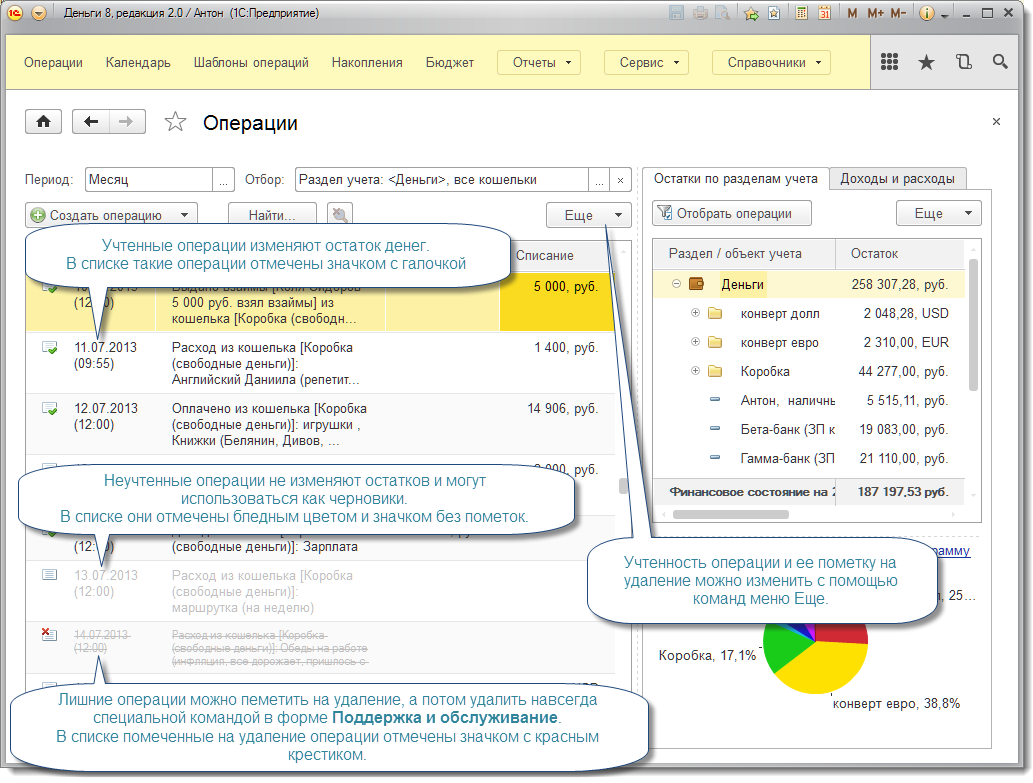 Деньги 8, редакция 2.0 / Антон (1С:Предприятие)
M M+ M-
Операции Календарь Шаблоны операций Накопления Бюджет Отчеты Сервис Справочники
Операции
Период: Месяц ... Отбор: Раздел учета: <Деньги>, все кошельки ... ×
Создать операцию Найти... Еще
Учтенные операции изменяют остаток денег.
В списке такие операции отмечены значком с галочкой
Списание
5 000, руб.
(12:00)
5 000 руб. взял взаймы] из
кошелька [Коробка (свободн...
11.07.2013 Расход из кошелька [Коробка 1 400, руб.
(09:55) (свободные деньги)]:
Английский Даниила (репетит...
12.07.2013 Оплачено из кошелька [Коробка 14 906, руб.
(12:00) (свободные деньги)]: игрушки ,
Книжки (Белянин, Дивов, ...
000, руб.
Неучтенные операции не изменяют остатков и могут
использоваться как черновики.
В списке они отмечены бледным цветом и значком без пометок.
(12:00) (свободные деньги)]: Зарплата
13.07.2013 Расход из кошелька [Коробка
(12:00) (свободные деньги)]:
маршрутка (на неделю)
14.07.2013 Расход из кошелька [Коробка
(12:00) (свободные деньги)]: Обеды на работе
(инфляция, все дорожает, пришлось с
Лишние операции можно пеметить на удаление, а потом удалить навсегда
специальной командой в форме Поддержка и обслуживание.
В списке помеченные на удаление операции отмечены значком с красным
крестиком.
Остатки по разделам учета Доходы и расходы
Отобрать операции Еще
Раздел / объект учета Остаток
Деньги 258 307,28, руб.
конверт долл 2 048,28, USD
конверт евро 2 310,00, EUR
Коробка 44 277,00, руб.
Антон, наличнь 5 515,11, руб.
Бета-банк (ЗП к 19 083,00, руб.
Гамма-банк (ЗП 21 110,00, руб.
Финансовое состояние на 2 187 197,53 руб.
рамму
Учтенность операции и ее пометку на
удаление можно изменить с помощью
команд меню Еще.
25...
Коробка, 17,1%
конверт евро, 38,8%